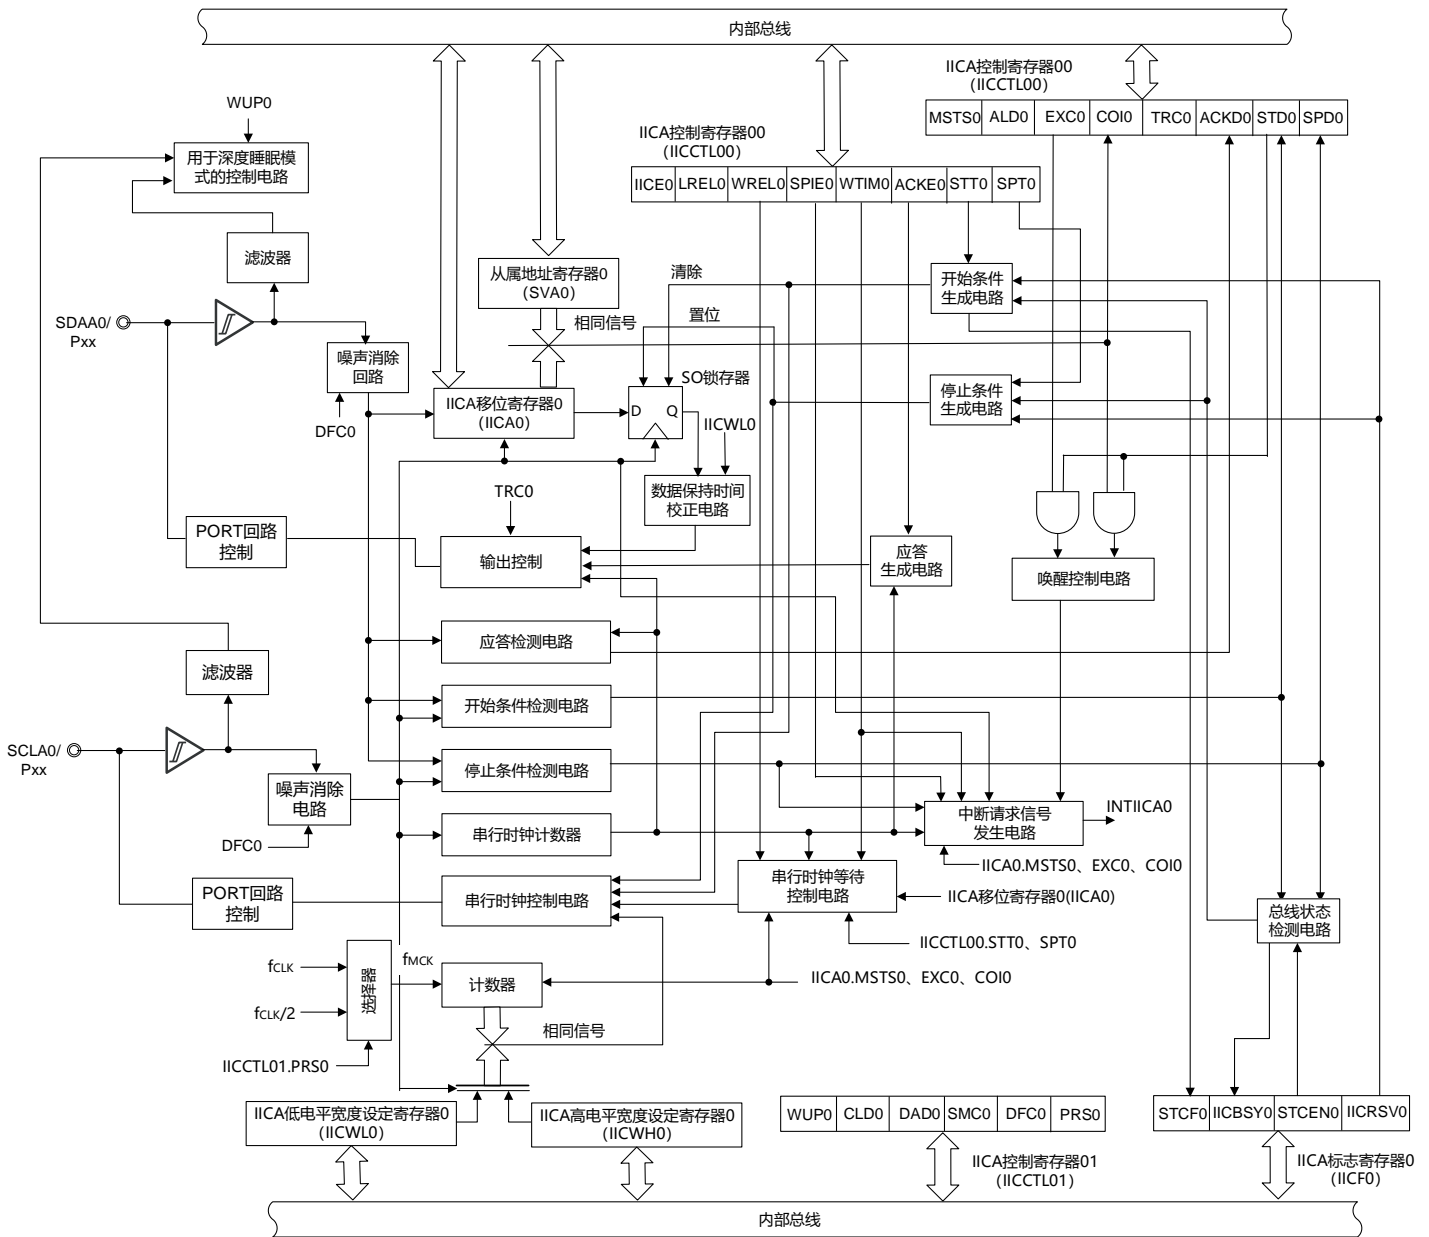 内部总线
IICA控制寄存器00
（IICCTL00）
MSTS0 ALD0 EXC0 COI0 TRC0 ACKD0 STD0 SPD0
WUP0
IICA控制寄存器00
（IICCTL00）
用于深度睡眠模
式的控制电路
IICE0 LREL0 WREL0 SPIE0 WTIM0 ACKE0 STT0 SPT0
滤波器
从属地址寄存器0
（SVA0）
清除
开始条件
生成电路
置位
相同信号
SDAA0/
Pxx
噪声消除
回路
DFC0
SO锁存器
停止条件
生成电路
IICA移位寄存器0
（IICA0）
D Q
IICWL0
TRC0
数据保持时间
校正电路
PORT回路
控制
输出控制
应答
生成电路
唤醒控制电路
应答检测电路
滤波器
开始条件检测电路
SCLA0/
Pxx
停止条件检测电路
噪声消除
电路
DFC0
中断请求信号
发生电路
INTIICA0
串行时钟计数器
IICA0.MSTS0、EXC0、COI0
串行时钟等待
控制电路
PORT回路
控制
串行时钟控制电路
IICA移位寄存器0(IICA0)
总线状态
检测电路
IICCTL00.STT0、SPT0
fCLK
fMCK
选择器
计数器
IICA0.MSTS0、EXC0、COI0
fCLK/2
相同信号
IICCTL01.PRS0
IICA低电平宽度设定寄存器0
（IICWL0）
IICA高电平宽度设定寄存器0
（IICWH0）
WUP0 CLD0 DAD0 SMC0 DFC0 PRS0
STCF0 IICBSY0 STCEN0 IICRSV0
IICA控制寄存器01
（IICCTL01）
IICA标志寄存器0
（IICF0）
内部总线